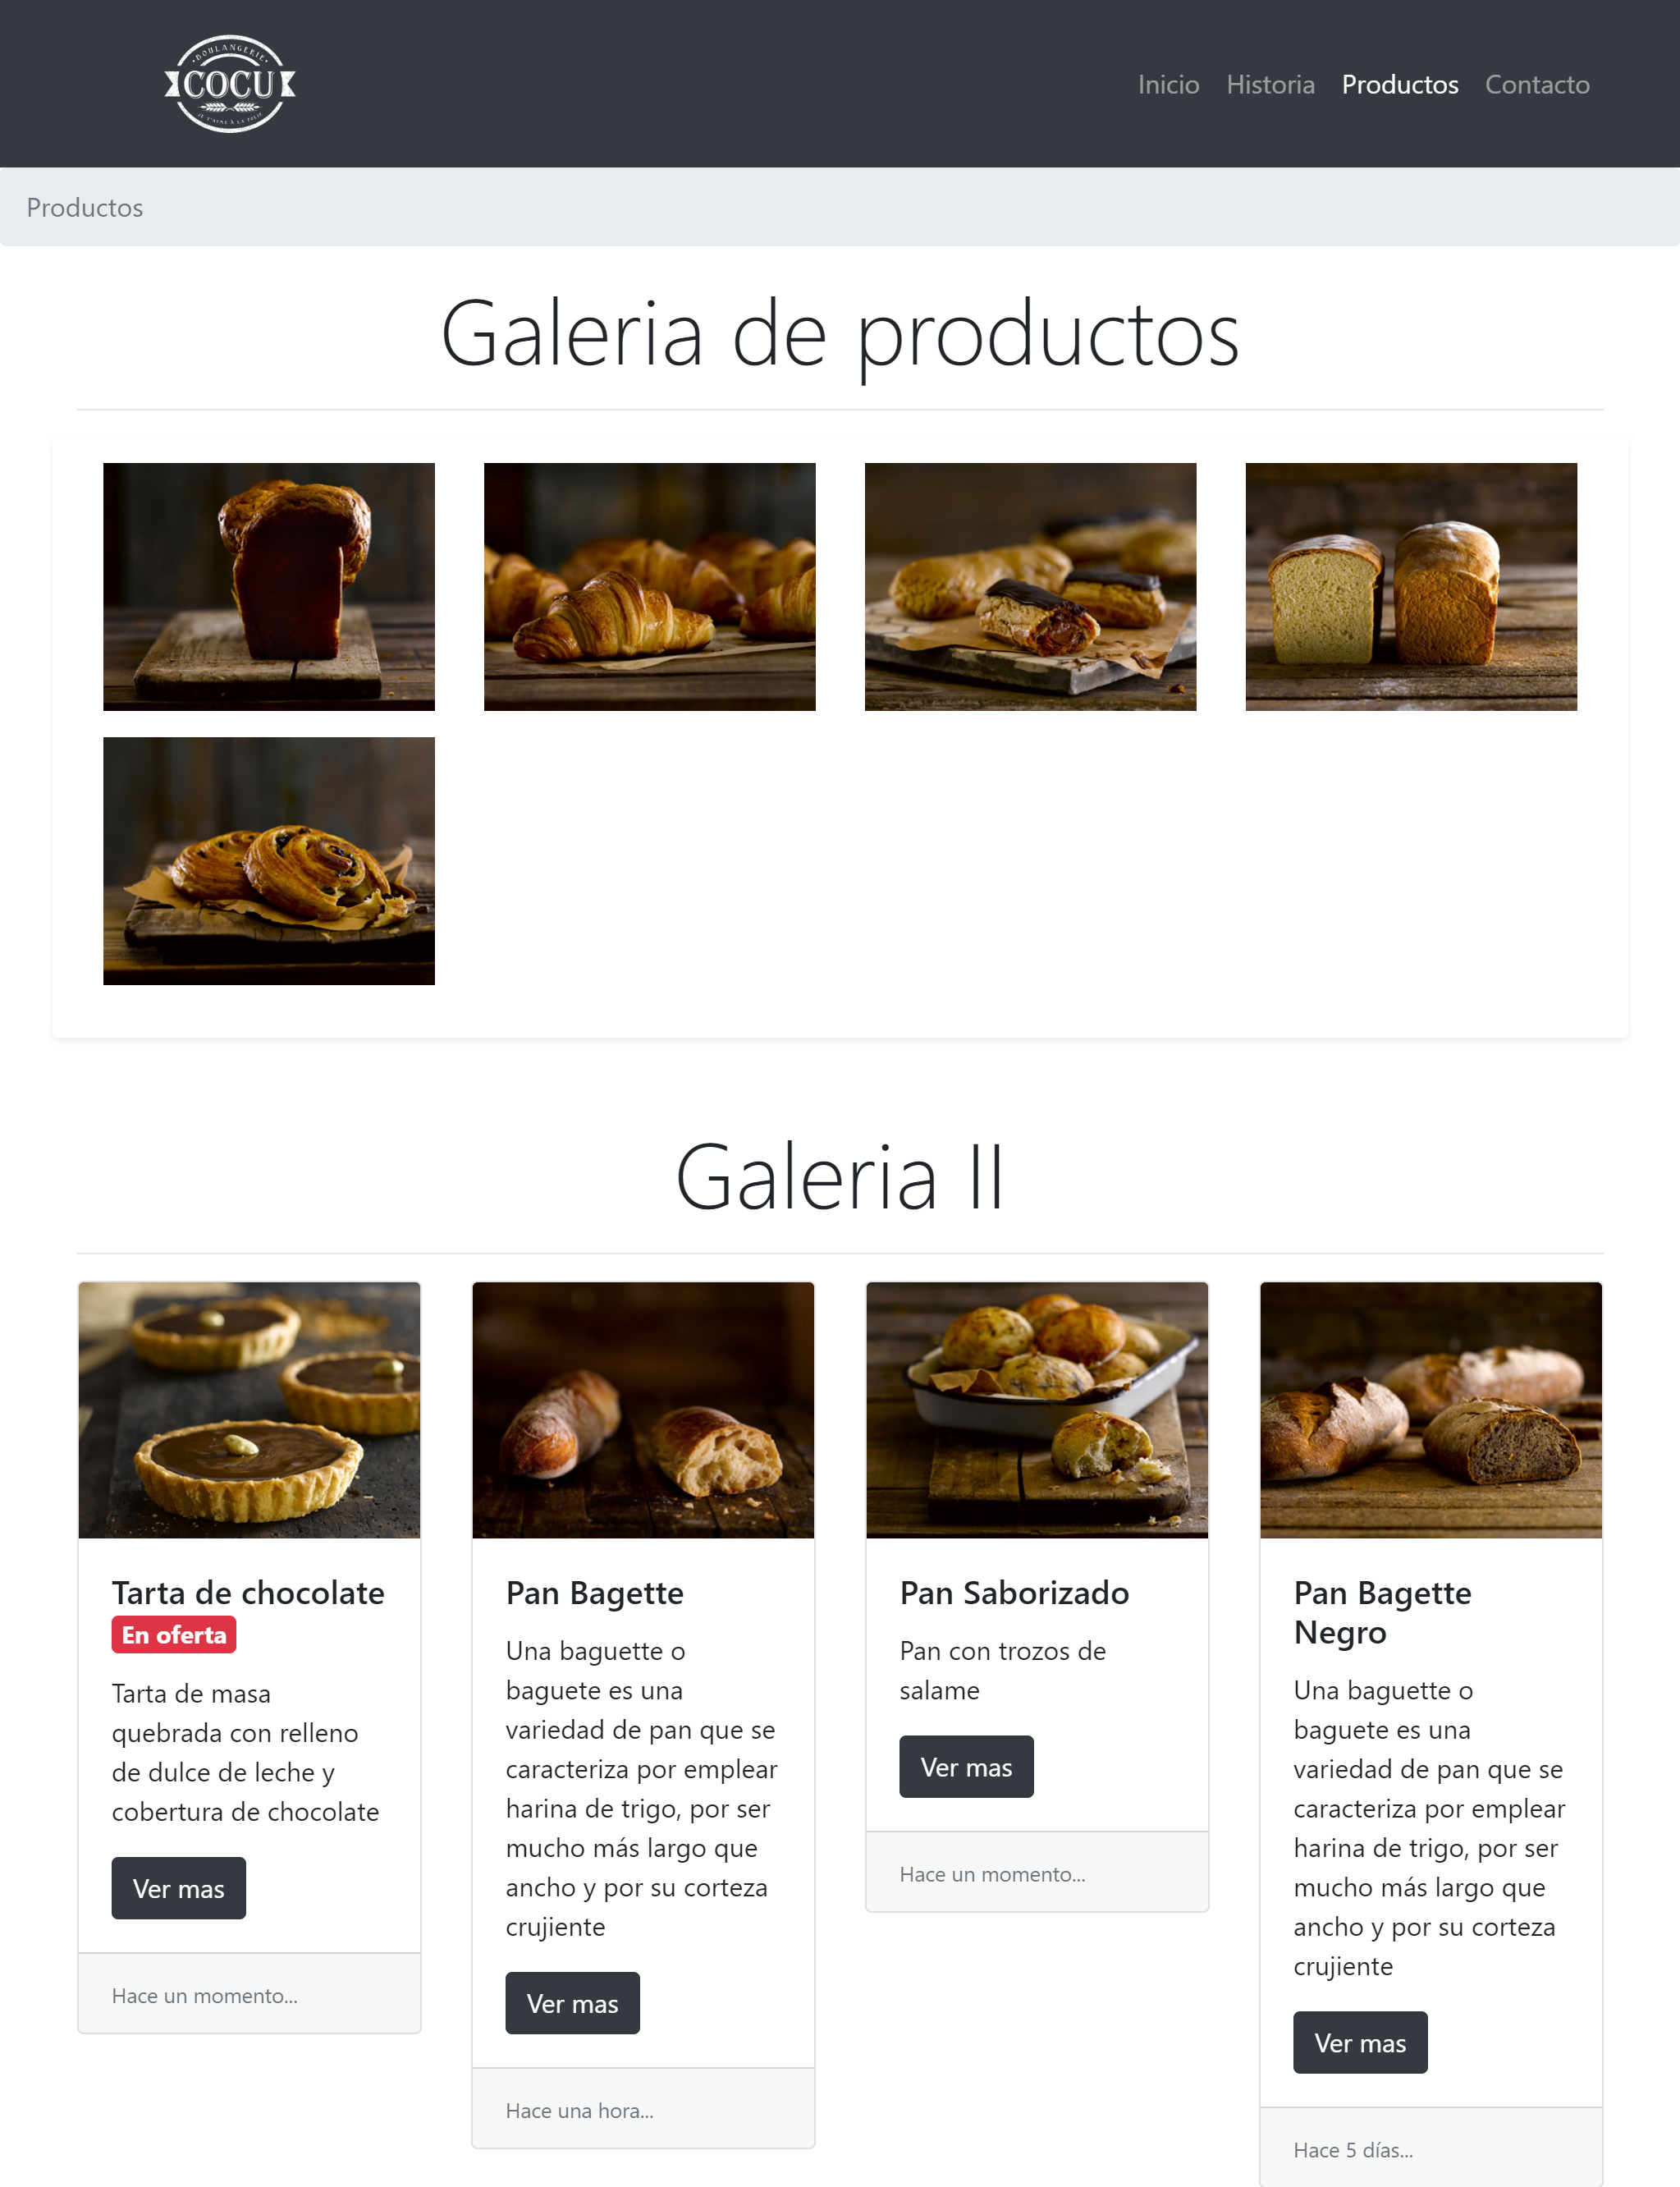 BOULANGERIE
COCU
JE T'AIME À LA FOLIE
Inicio Historia Productos Contacto
Productos
Galeria de productos
Galeria II
Tarta de chocolate
En oferta
Tarta de masa
quebrada con relleno
de dulce de leche y
cobertura de chocolate
Ver mas
Hace un momento...
Pan Bagette
Una baguette o
baguete es una
variedad de pan que se
caracteriza por emplear
harina de trigo, por ser
mucho más largo que
ancho y por su corteza
crujiente
Ver mas
Hace una hora...
Pan Saborizado
Pan con trozos de
salame
Ver mas
Hace un momento...
Pan Bagette
Negro
Una baguette o
baguete es una
variedad de pan que se
caracteriza por emplear
harina de trigo, por ser
mucho más largo que
ancho y por su corteza
crujiente
Ver mas
Hace 5 días...